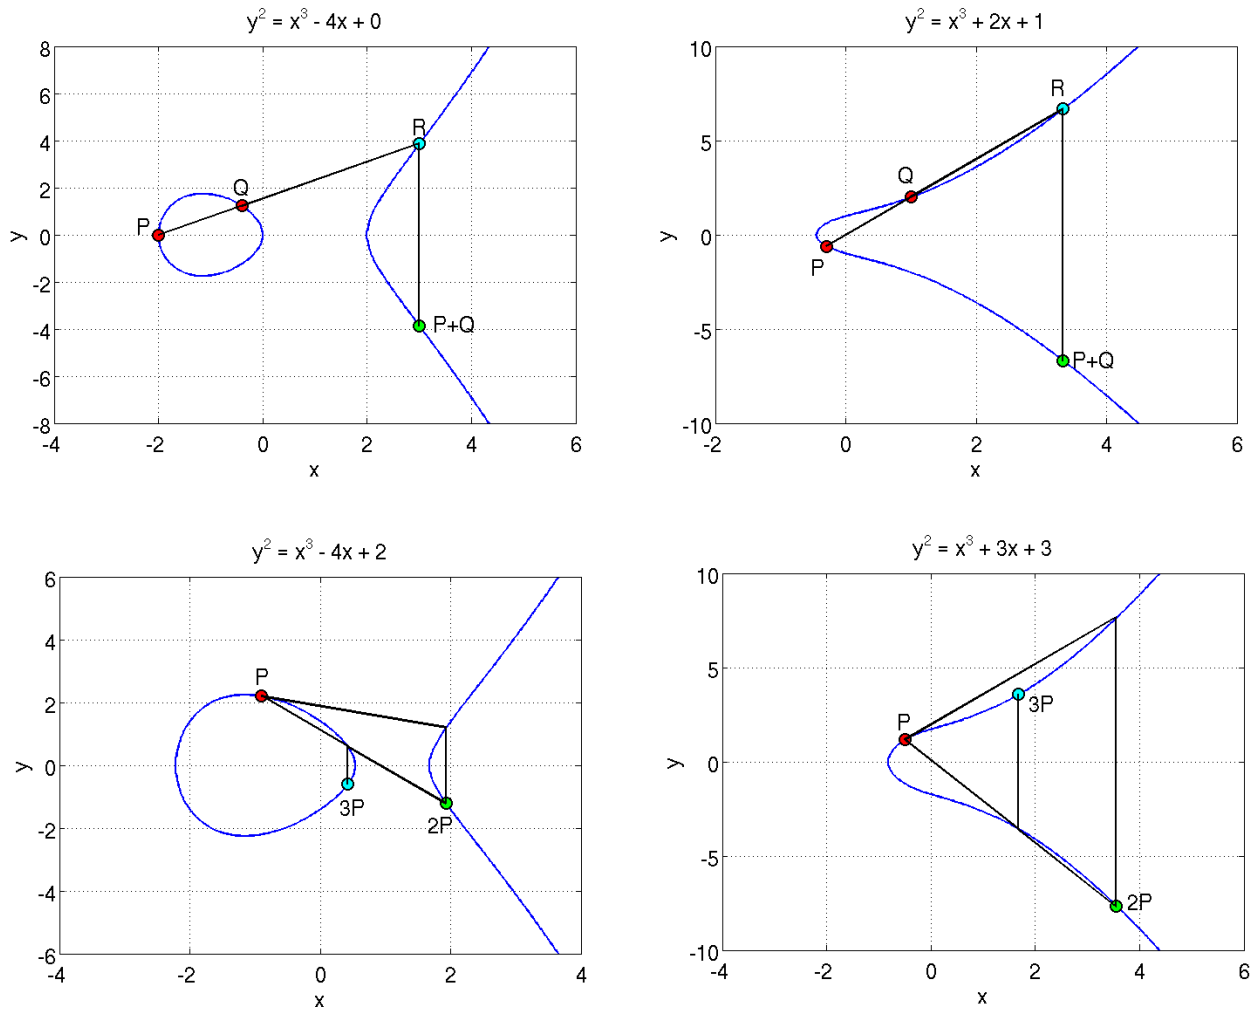 y² = x³ - 4x + 0
8
6
4
2
0
-2
-4
-6
-8
-4 -2 0 2 4 6
x
y
P
Q
R
P+Q
y² = x³ + 2x + 1
10
5
0
-5
-10
-2 0 2 4 6
x
y
P
Q
R
P+Q
y² = x³ - 4x + 2
6
4
2
0
-2
-4
-6
-4 -2 0 2 4
x
y
P
3P
2P
y² = x³ + 3x + 3
10
5
0
-5
-10
-4 -2 0 2 4 6
x
y
P
3P
2P